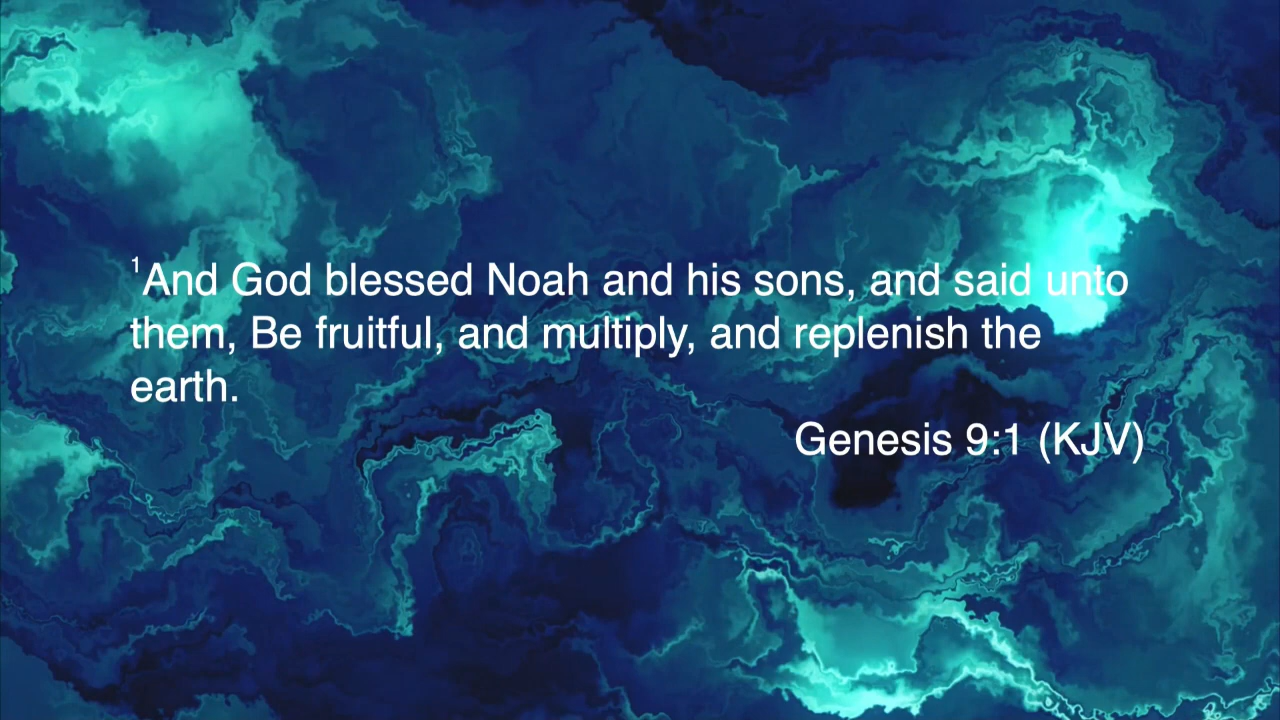 ¹And God blessed Noah and his sons, and said unto
them, Be fruitful, and multiply, and replenish the
earth.
Genesis 9:1 (KJV)